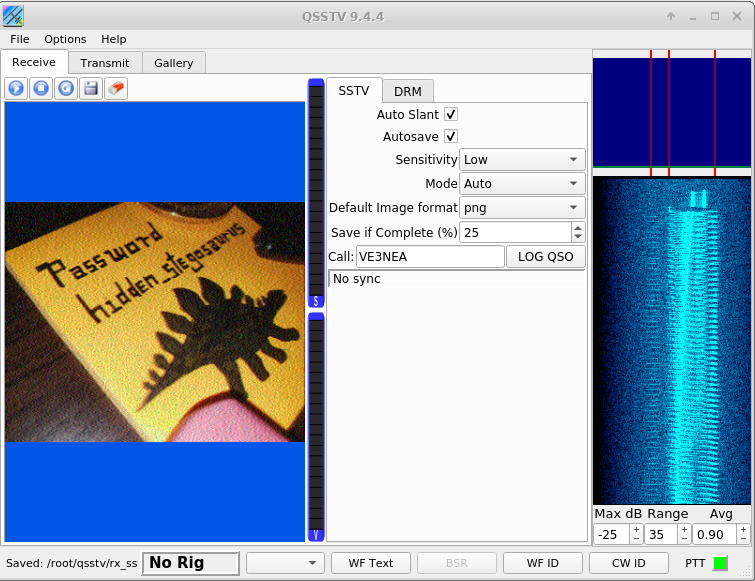 QSSTV 9.4.4
File Options Help
Receive Transmit Gallery
SSTV DRM
Auto Slant
Autosave
Sensitivity Low
Mode Auto
Default Image format png
Save if Complete (%) 25
Call: VE3NEA LOG QSO
No sync
Password
hidden_stegosaurus
S
V
Max dB Range Avg
-25 35 0.90
Saved: /root/qsstv/rx_ss No Rig WF Text BSR WF ID CW ID PTT